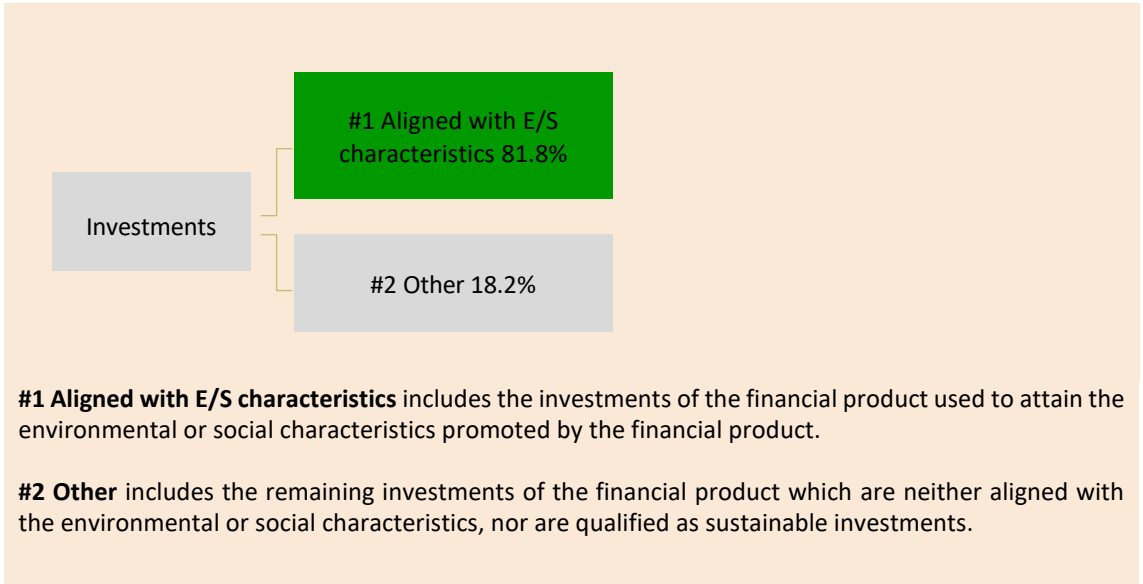 #1 Aligned with E/S
characteristics 81.8%
Investments
#2 Other 18.2%
#1 Aligned with E/S characteristics includes the investments of the financial product used to attain the
environmental or social characteristics promoted by the financial product.
#2 Other includes the remaining investments of the financial product which are neither aligned with
the environmental or social characteristics, nor are qualified as sustainable investments.